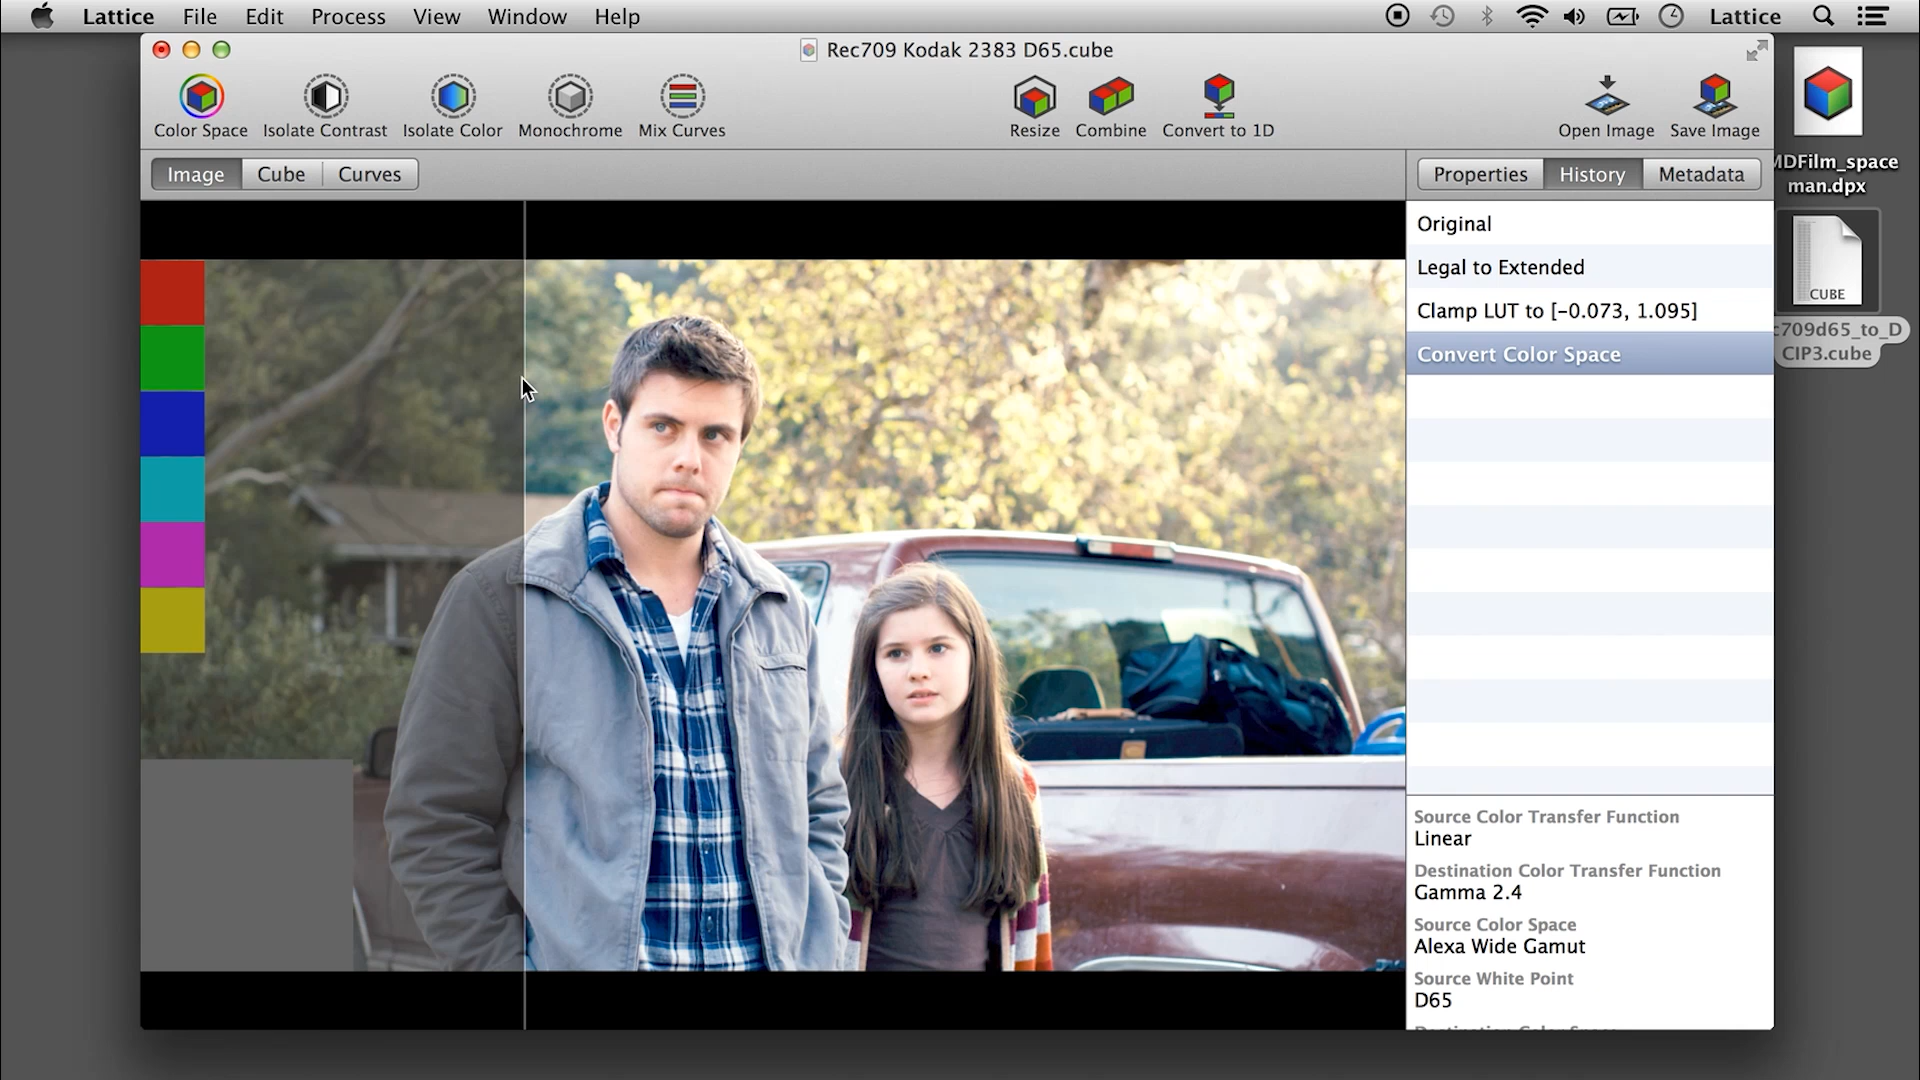 Lattice File Edit Process View Window Help Lattice
Rec709 Kodak 2383 D65.cube
Color Space Isolate Contrast Isolate Color Monochrome Mix Curves Resize Combine Convert to 1D Open Image Save Image
Image Cube Curves Properties History Metadata
Original
Legal to Extended
Clamp LUT to [-0.073, 1.095]
Convert Color Space
Source Color Transfer Function
Linear
Destination Color Transfer Function
Gamma 2.4
Source Color Space
Alexa Wide Gamut
Source White Point
D65
MDFilm_space
man.dpx
CUBE
c709d65_to_D
CIP3.cube